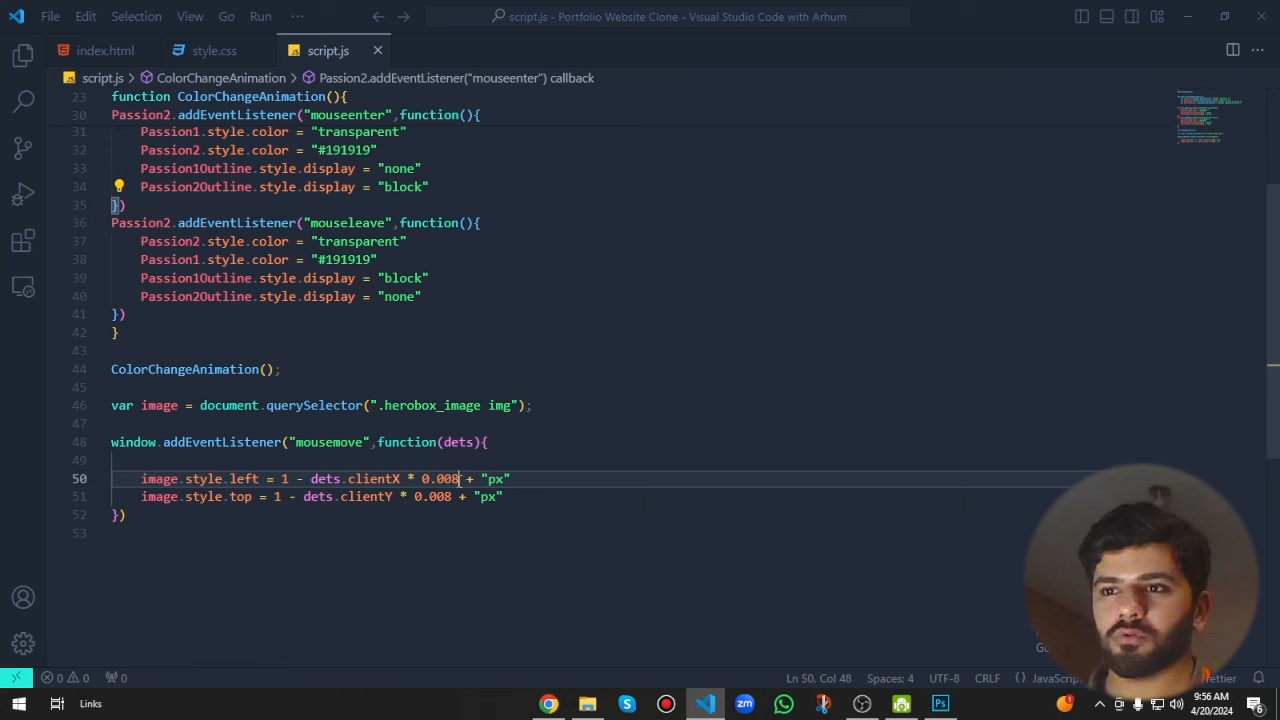 File Edit Selection View Go Run ··· script.js - Portfolio Website Clone - Visual Studio Code with Arhum
index.html style.css script.js
script.js > ColorChangeAnimation > Passion2.addEventListener("mouseenter") callback
23 function ColorChangeAnimation(){
30 Passion2.addEventListener("mouseenter",function(){
31 Passion1.style.color = "transparent"
32 Passion2.style.color = "#191919"
33 Passion1Outline.style.display = "none"
34 Passion2Outline.style.display = "block"
35 })
36 Passion2.addEventListener("mouseleave",function(){
37 Passion2.style.color = "transparent"
38 Passion1.style.color = "#191919"
39 Passion1Outline.style.display = "block"
40 Passion2Outline.style.display = "none"
41 })
42 }
44 ColorChangeAnimation();
45
46 var image = document.querySelector(".herobox_image img");
47
48 window.addEventListener("mousemove",function(dets){
49
50 image.style.left = 1 - dets.clientX * 0.008 + "px"
51 image.style.top = 1 - dets.clientY * 0.008 + "px"
52 })
53
0 0 0 Ln 50, Col 48 Spaces: 4 UTF-8 CRLF {} JavaScript
Links 9:56 AM
4/20/2024
6